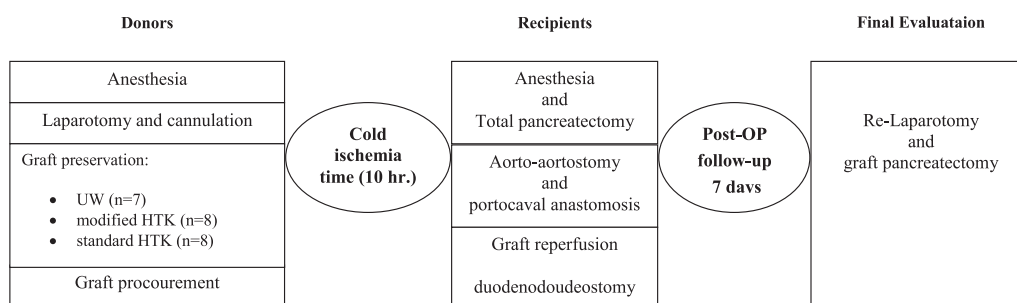 Donors
Anesthesia
Laparotomy and cannulation
Graft preservation:
• UW (n=7)
• modified HTK (n=8)
• standard HTK (n=8)
Graft procourement
Cold
ischemia
time (10 hr.)
Recipients
Anesthesia
and
Total pancreatectomy
Aorto-aortostomy
and
portocaval anastomosis
Graft reperfusion
duodenodoudeostomy
Post-OP
follow-up
7 days
Final Evaluataion
Re-Laparotomy
and
graft pancreatectomy